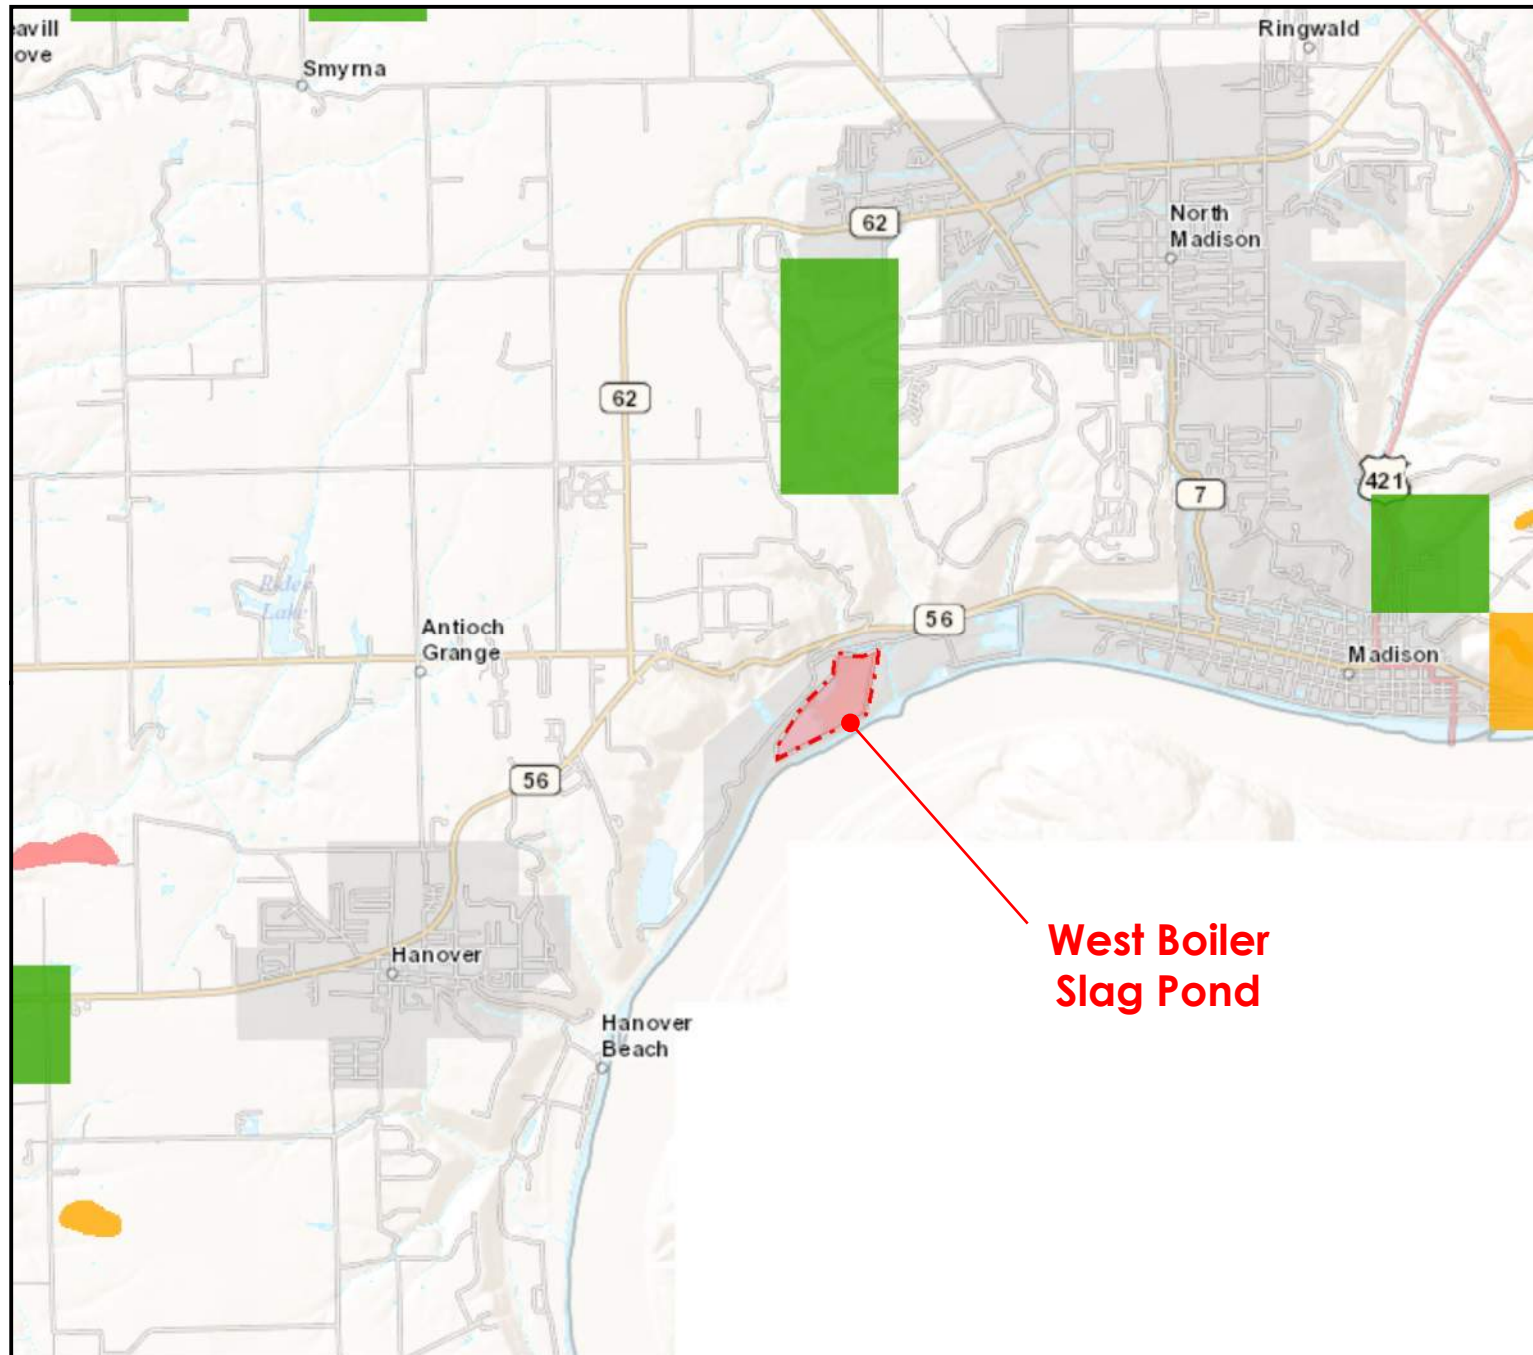 Ringwald
ove
Smyrna
62
North
Madison
62
421
7
Lake
56
Antioch
Grange
Madison
56
West Boiler
Slag Pond
Hanover
Hanover
Beach